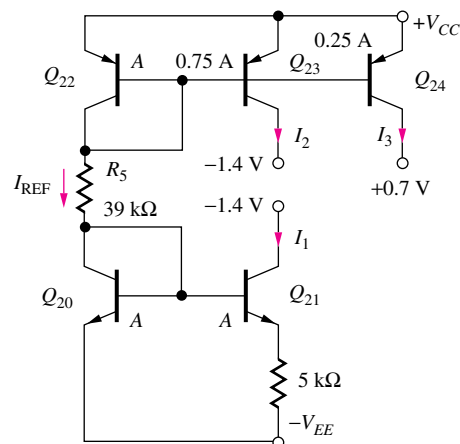 +V_CC
0.25 A
Q_22
A
0.75 A
Q_23
Q_24
I_2
I_3
−1.4 V
+0.7 V
I_REF
R_5
39 kΩ
−1.4 V
I_1
Q_20
A
A
Q_21
5 kΩ
−V_EE